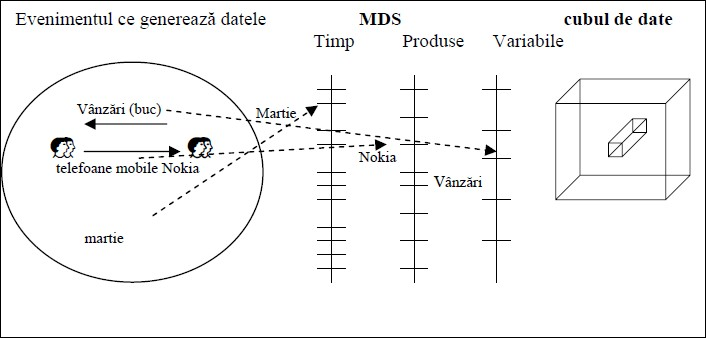 Evenimentul ce generează datele
MDS
cubul de date
Timp
Produse
Variabile
Vânzări (buc)
Martie
telefoane mobile Nokia
Nokia
Vânzări
martie